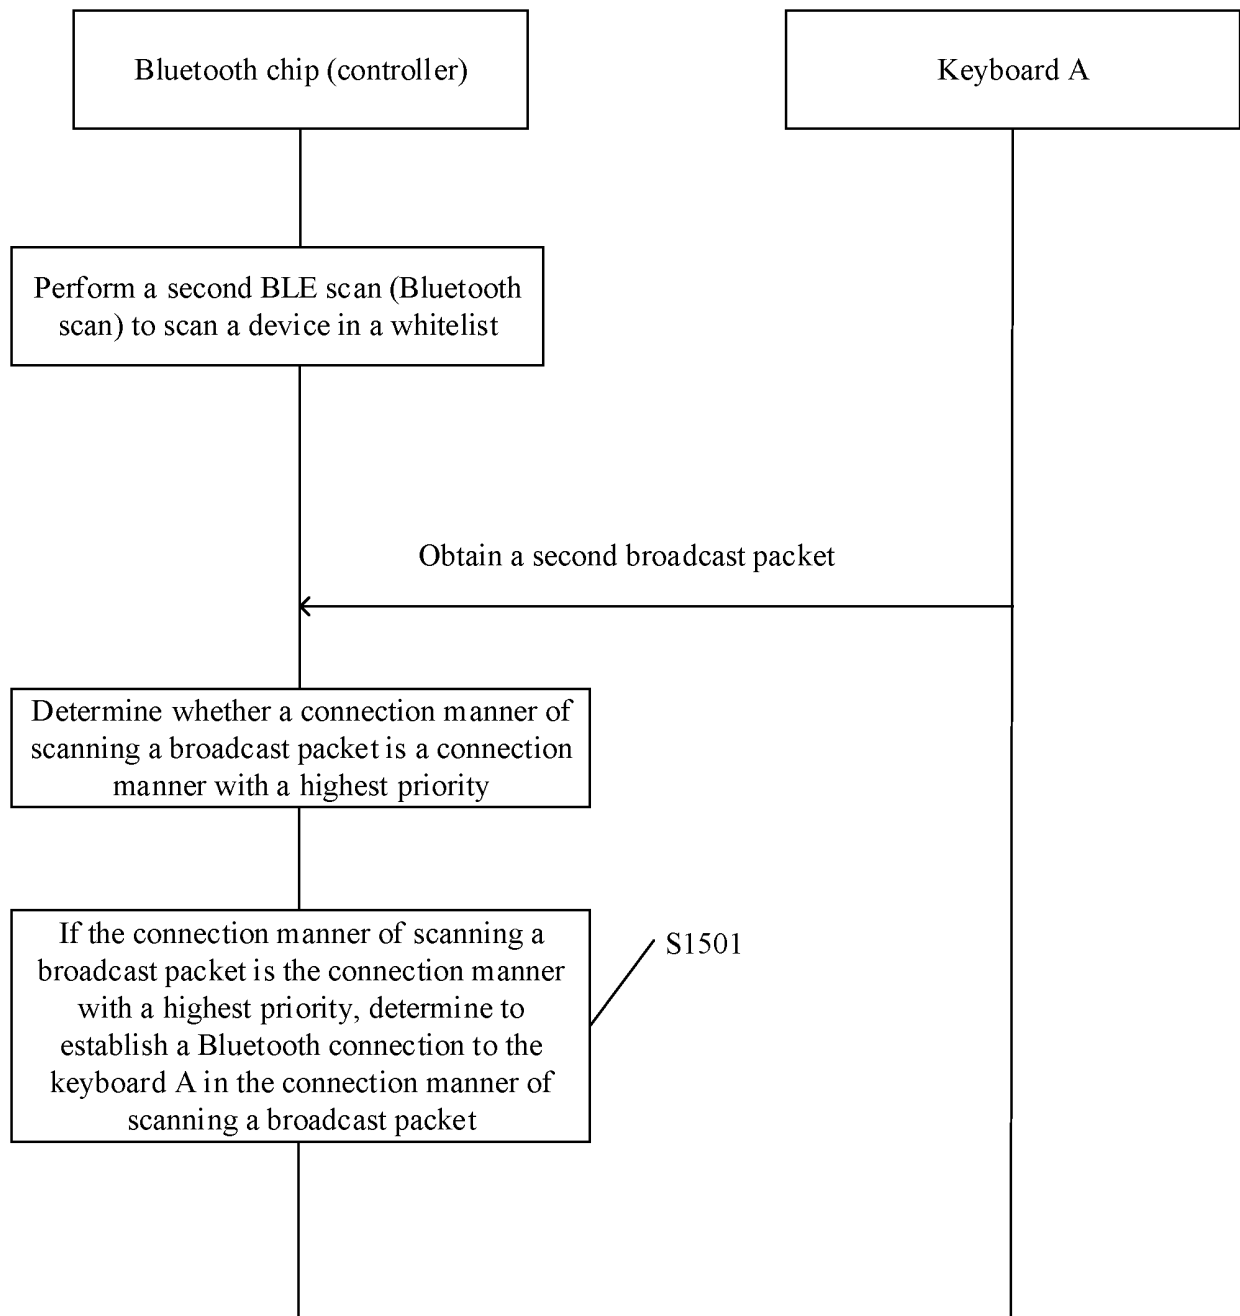 Bluetooth chip (controller)
Keyboard A
Perform a second BLE scan (Bluetooth
scan) to scan a device in a whitelist
Obtain a second broadcast packet
Determine whether a connection manner of
scanning a broadcast packet is a connection
manner with a highest priority
If the connection manner of scanning a
broadcast packet is the connection manner
with a highest priority, determine to
establish a Bluetooth connection to the
keyboard A in the connection manner of
scanning a broadcast packet
S1501